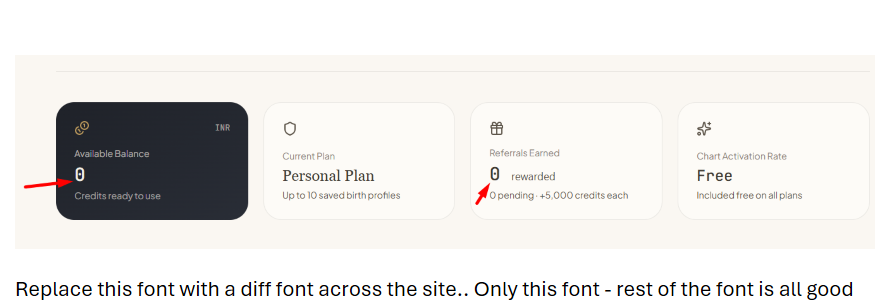 INR
Available Balance
0
Credits ready to use
Current Plan
Personal Plan
Up to 10 saved birth profiles
Referrals Earned
0 rewarded
0 pending · +5,000 credits each
Chart Activation Rate
Free
Included free on all plans
Replace this font with a diff font across the site.. Only this font - rest of the font is all good